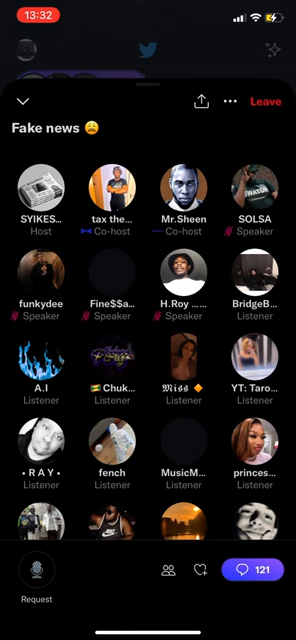 13:32
Leave
Fake news 😩
SYIKES...
tax the...
Mr.Sheen
SOLSA
Host
Co-host
Co-host
Speaker
funkydee
Fine$$a...
H.Roy ......
BridgeB...
Speaker
Speaker
Speaker
Listener
A.I
Chuk...
𝕸𝖎𝖘𝖘 🔸
YT: Taro...
Listener
Listener
Listener
Listener
• R A Y •
fench
MusicM...
princes...
Listener
Listener
Listener
Listener
Request
121